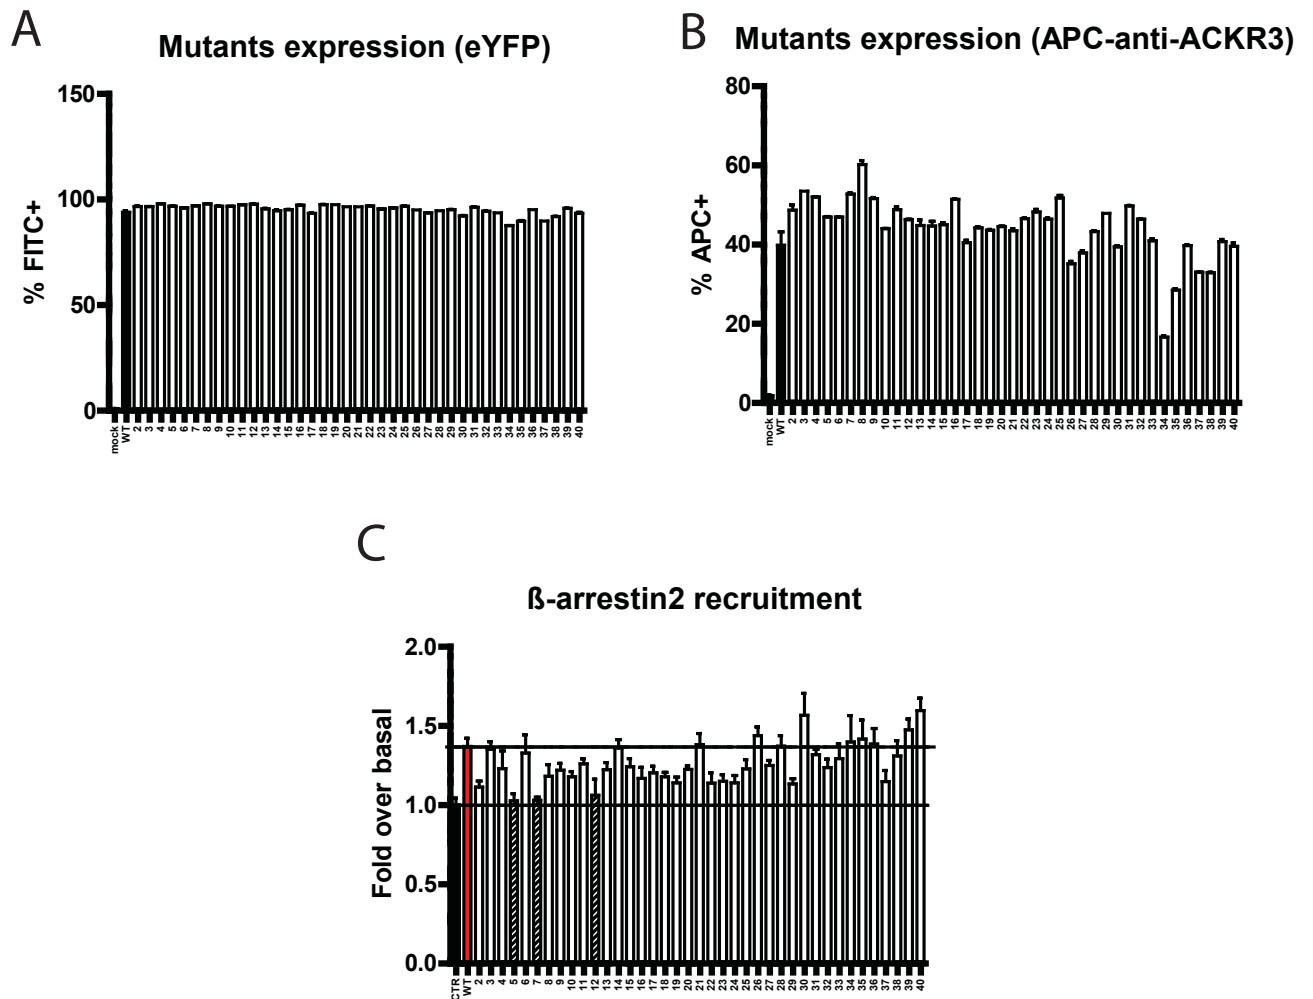 A
Mutants expression (eYFP)
150
100
50
0
% FITC+
mock WT 2 3 4 5 6 7 8 9 10 11 12 13 14 15 16 17 18 19 20 21 22 23 24 25 26 27 28 29 30 31 32 33 34 35 36 37 38 39 40
B
Mutants expression (APC-anti-ACKR3)
80
60
40
20
0
% APC+
mock WT 2 3 4 5 6 7 8 9 10 11 12 13 14 15 16 17 18 19 20 21 22 23 24 25 26 27 28 29 30 31 32 33 34 35 36 37 38 39 40
C
ß-arrestin2 recruitment
2.0
1.5
1.0
0.5
0.0
Fold over basal
CTR WT 2 3 4 5 6 7 8 9 10 11 12 13 14 15 16 17 18 19 20 21 22 23 24 25 26 27 28 29 30 31 32 33 34 35 36 37 38 39 40